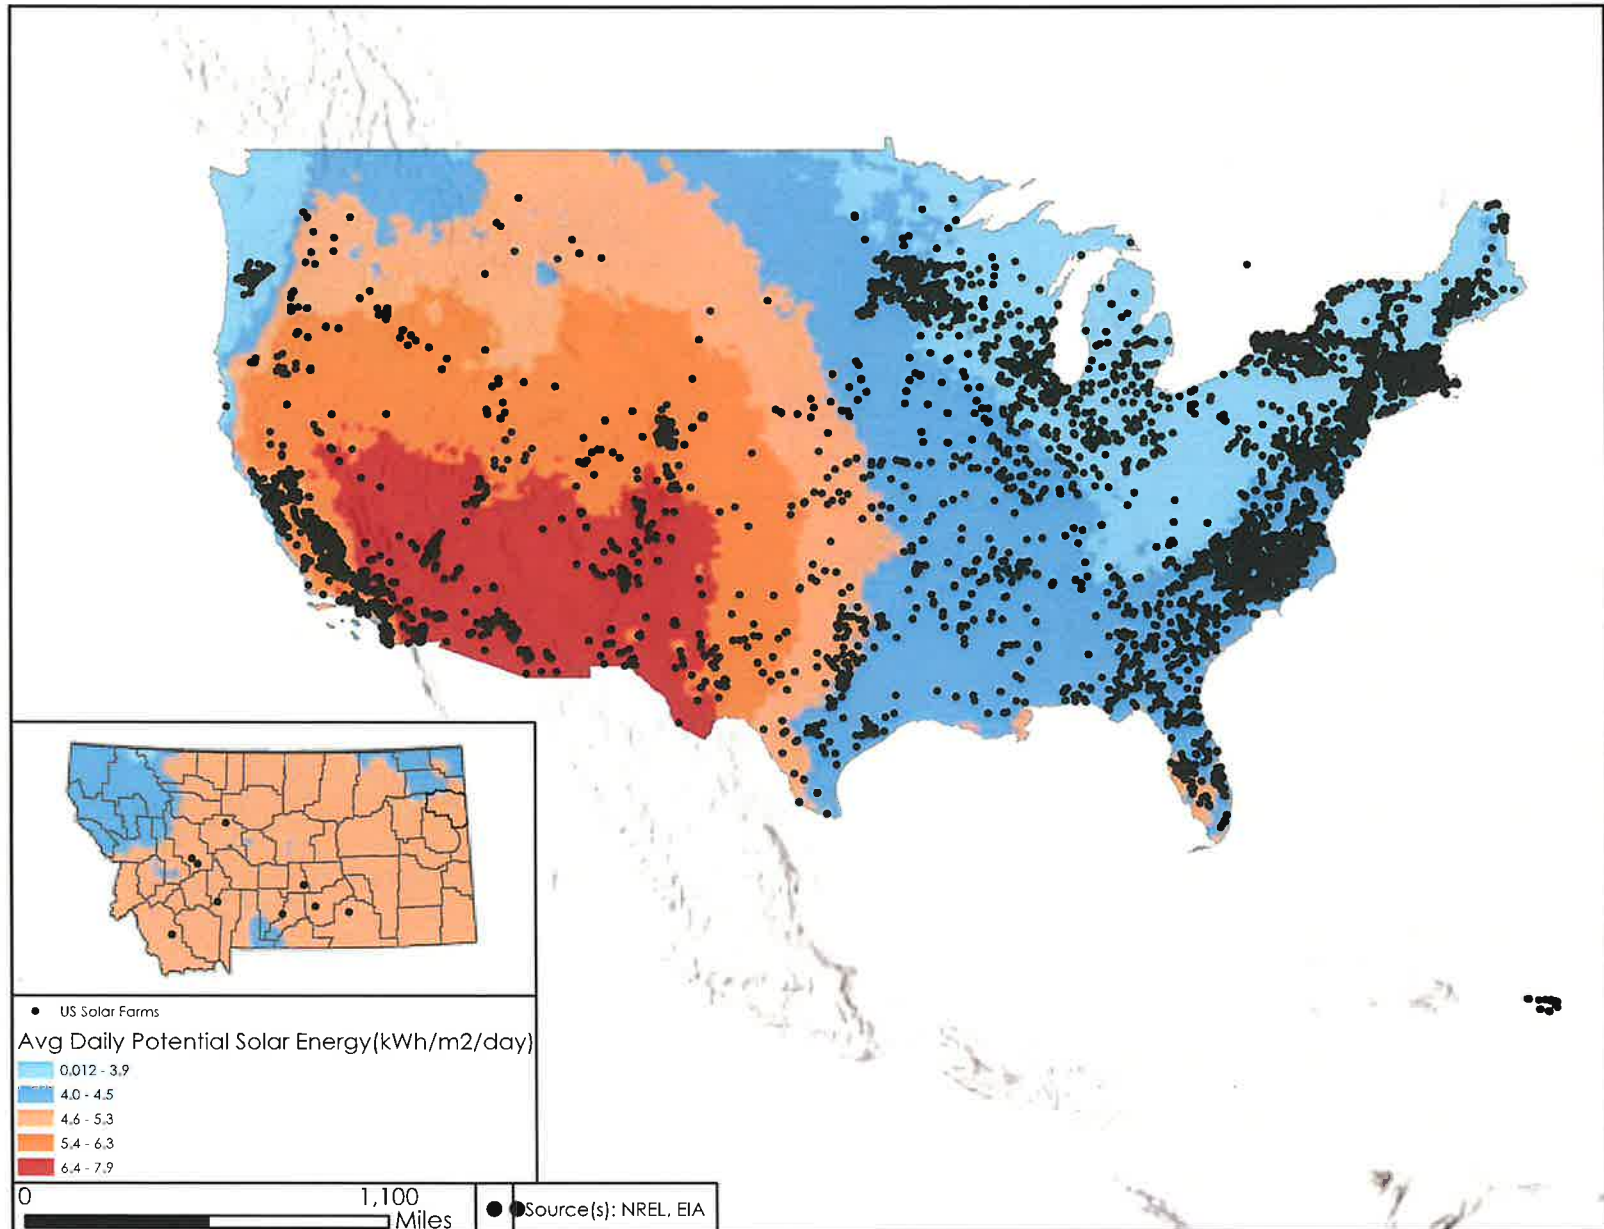 US Solar Farms
Avg Daily Potential Solar Energy(kWh/m2/day)
0.012 - 3.9
4.0 - 4.5
4.6 - 5.3
5.4 - 6.3
6.4 - 7.9
0 1,100
Miles
Source(s): NREL, EIA